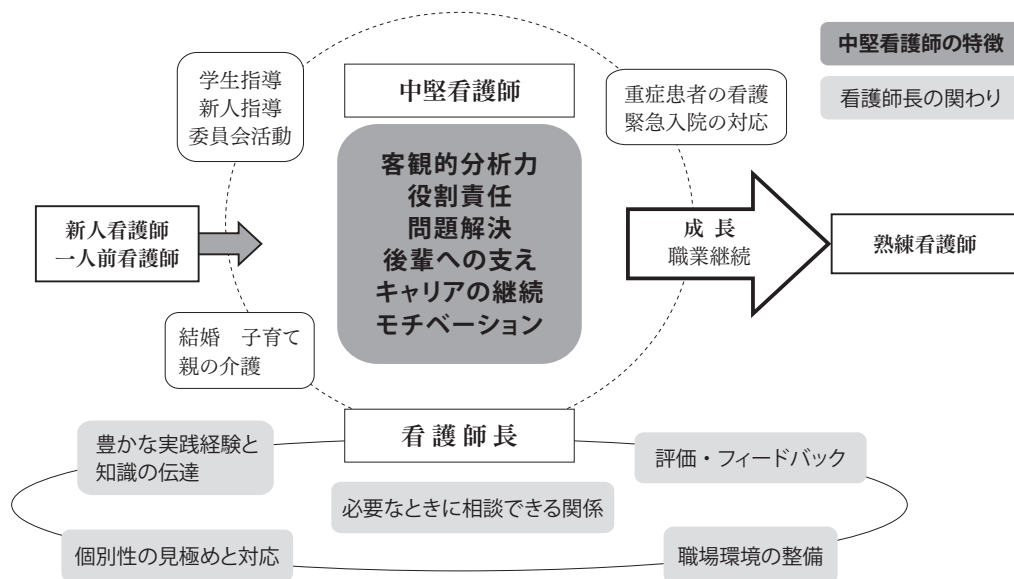 中堅看護師の特徴
看護師長の関わり
学生指導
新人指導
委員会活動
中堅看護師
重症患者の看護
緊急入院の対応
客観的分析力
役割責任
問題解決
後輩への支え
キャリアの継続
モチベーション
新人看護師
一人前看護師
成 長
職業継続
熟練看護師
結婚　子育て
親の介護
看 護 師 長
豊かな実践経験と
知識の伝達
評価・フィードバック
必要なときに相談できる関係
個別性の見極めと対応
職場環境の整備